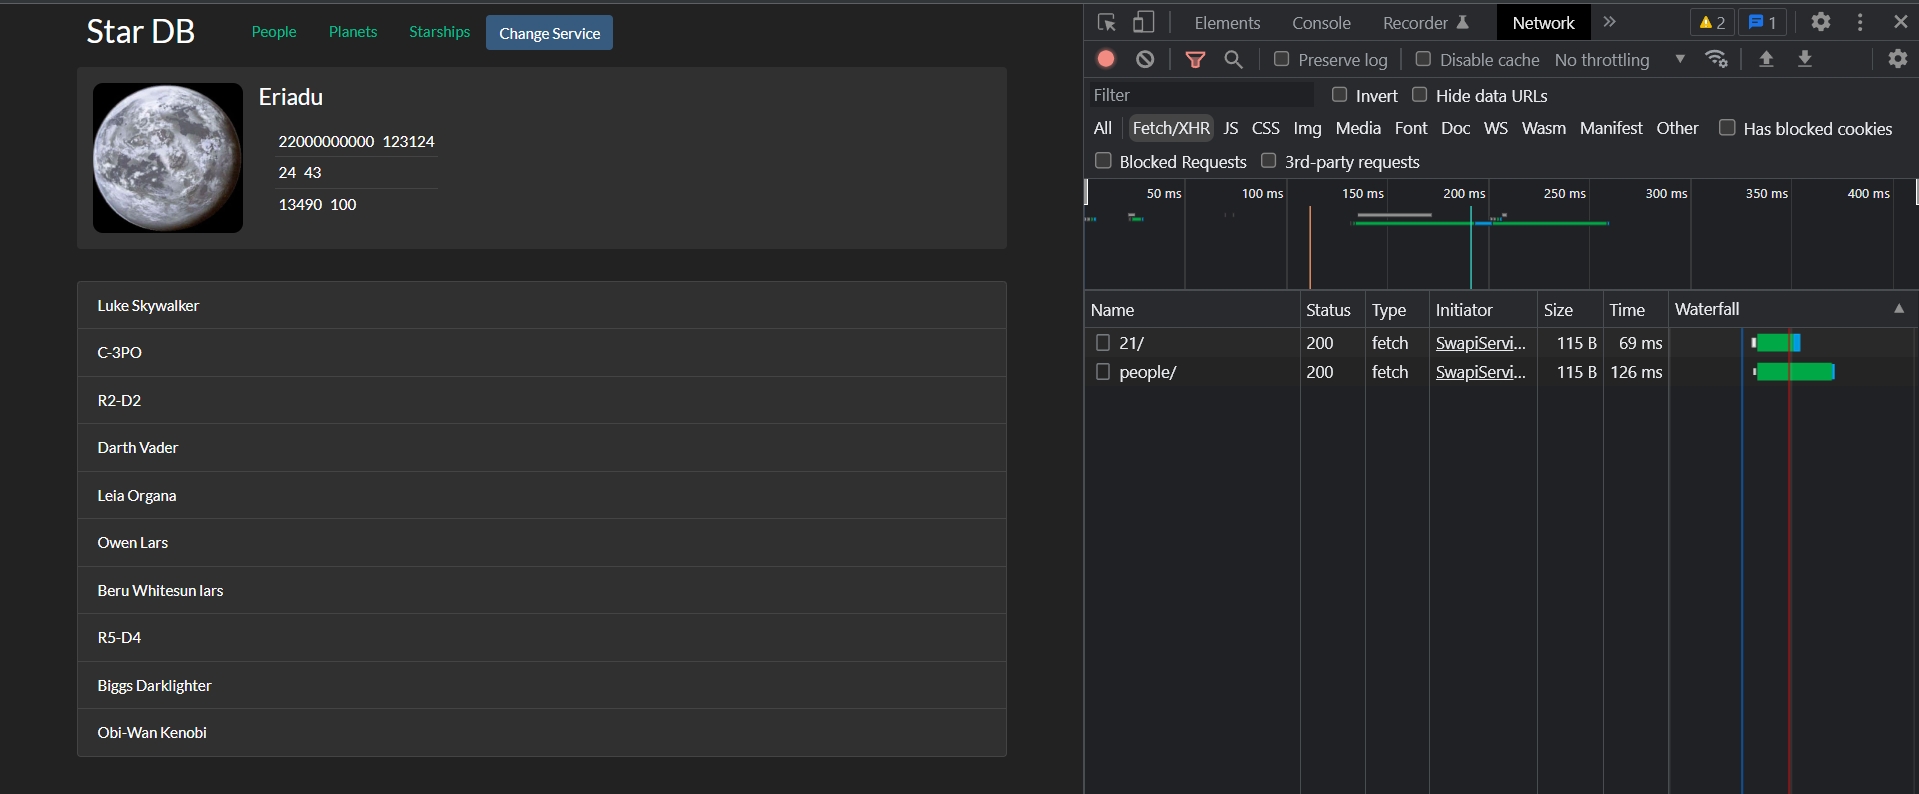 Star DB
People Planets Starships Change Service
Eriadu
22000000000 123124
24 43
13490 100
Luke Skywalker
C-3PO
R2-D2
Darth Vader
Leia Organa
Owen Lars
Beru Whitesun lars
R5-D4
Biggs Darklighter
Obi-Wan Kenobi
Elements Console Recorder Network 2 1
Preserve log Disable cache No throttling
Filter Invert Hide data URLs
All Fetch/XHR JS CSS Img Media Font Doc WS Wasm Manifest Other Has blocked cookies
Blocked Requests 3rd-party requests
50 ms 100 ms 150 ms 200 ms 250 ms 300 ms 350 ms 400 ms
Name Status Type Initiator Size Time Waterfall
21/ 200 fetch SwapiServi... 115 B 69 ms
people/ 200 fetch SwapiServi... 115 B 126 ms